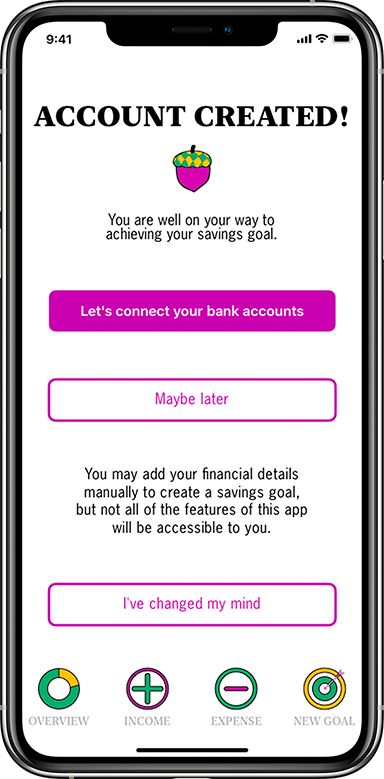 9:41
ACCOUNT CREATED!
You are well on your way to
achieving your savings goal.
Let's connect your bank accounts
Maybe later
You may add your financial details
manually to create a savings goal,
but not all of the features of this app
will be accessible to you.
I've changed my mind
OVERVIEW INCOME EXPENSE NEW GOAL